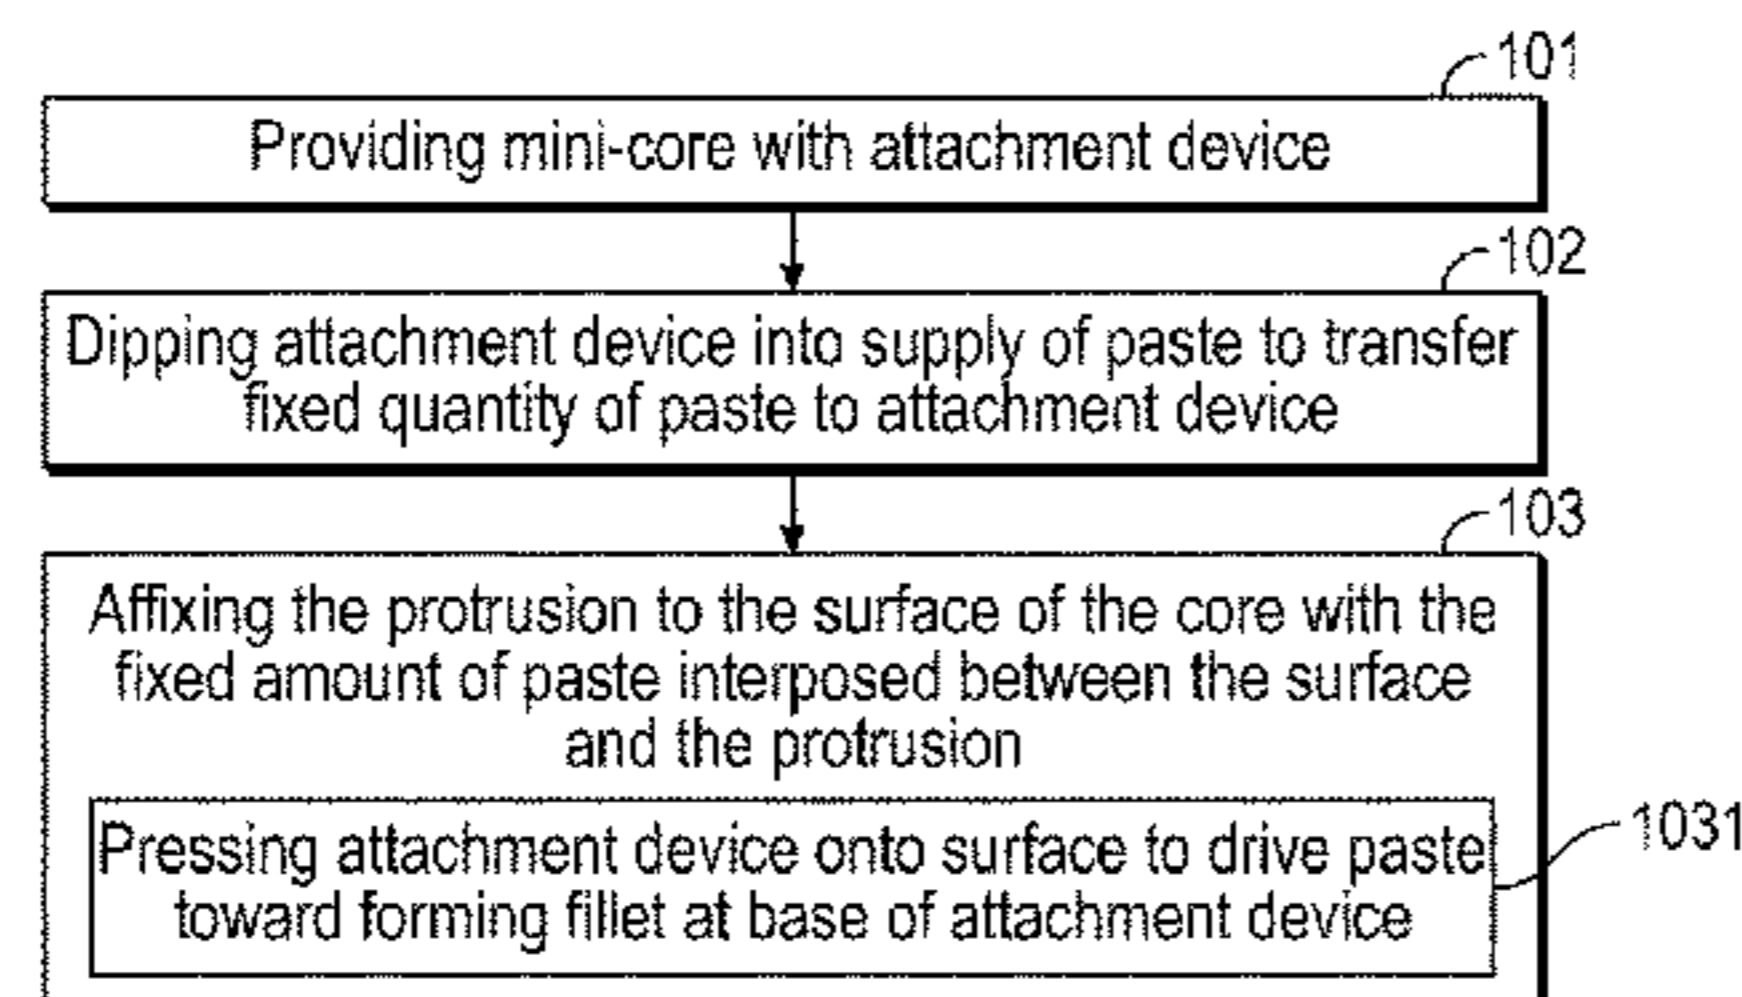 101
Providing mini-core with attachment device
102
Dipping attachment device into supply of paste to transfer
fixed quantity of paste to attachment device
103
Affixing the protrusion to the surface of the core with the
fixed amount of paste interposed between the surface
and the protrusion
Pressing attachment device onto surface to drive paste
toward forming fillet at base of attachment device
1031